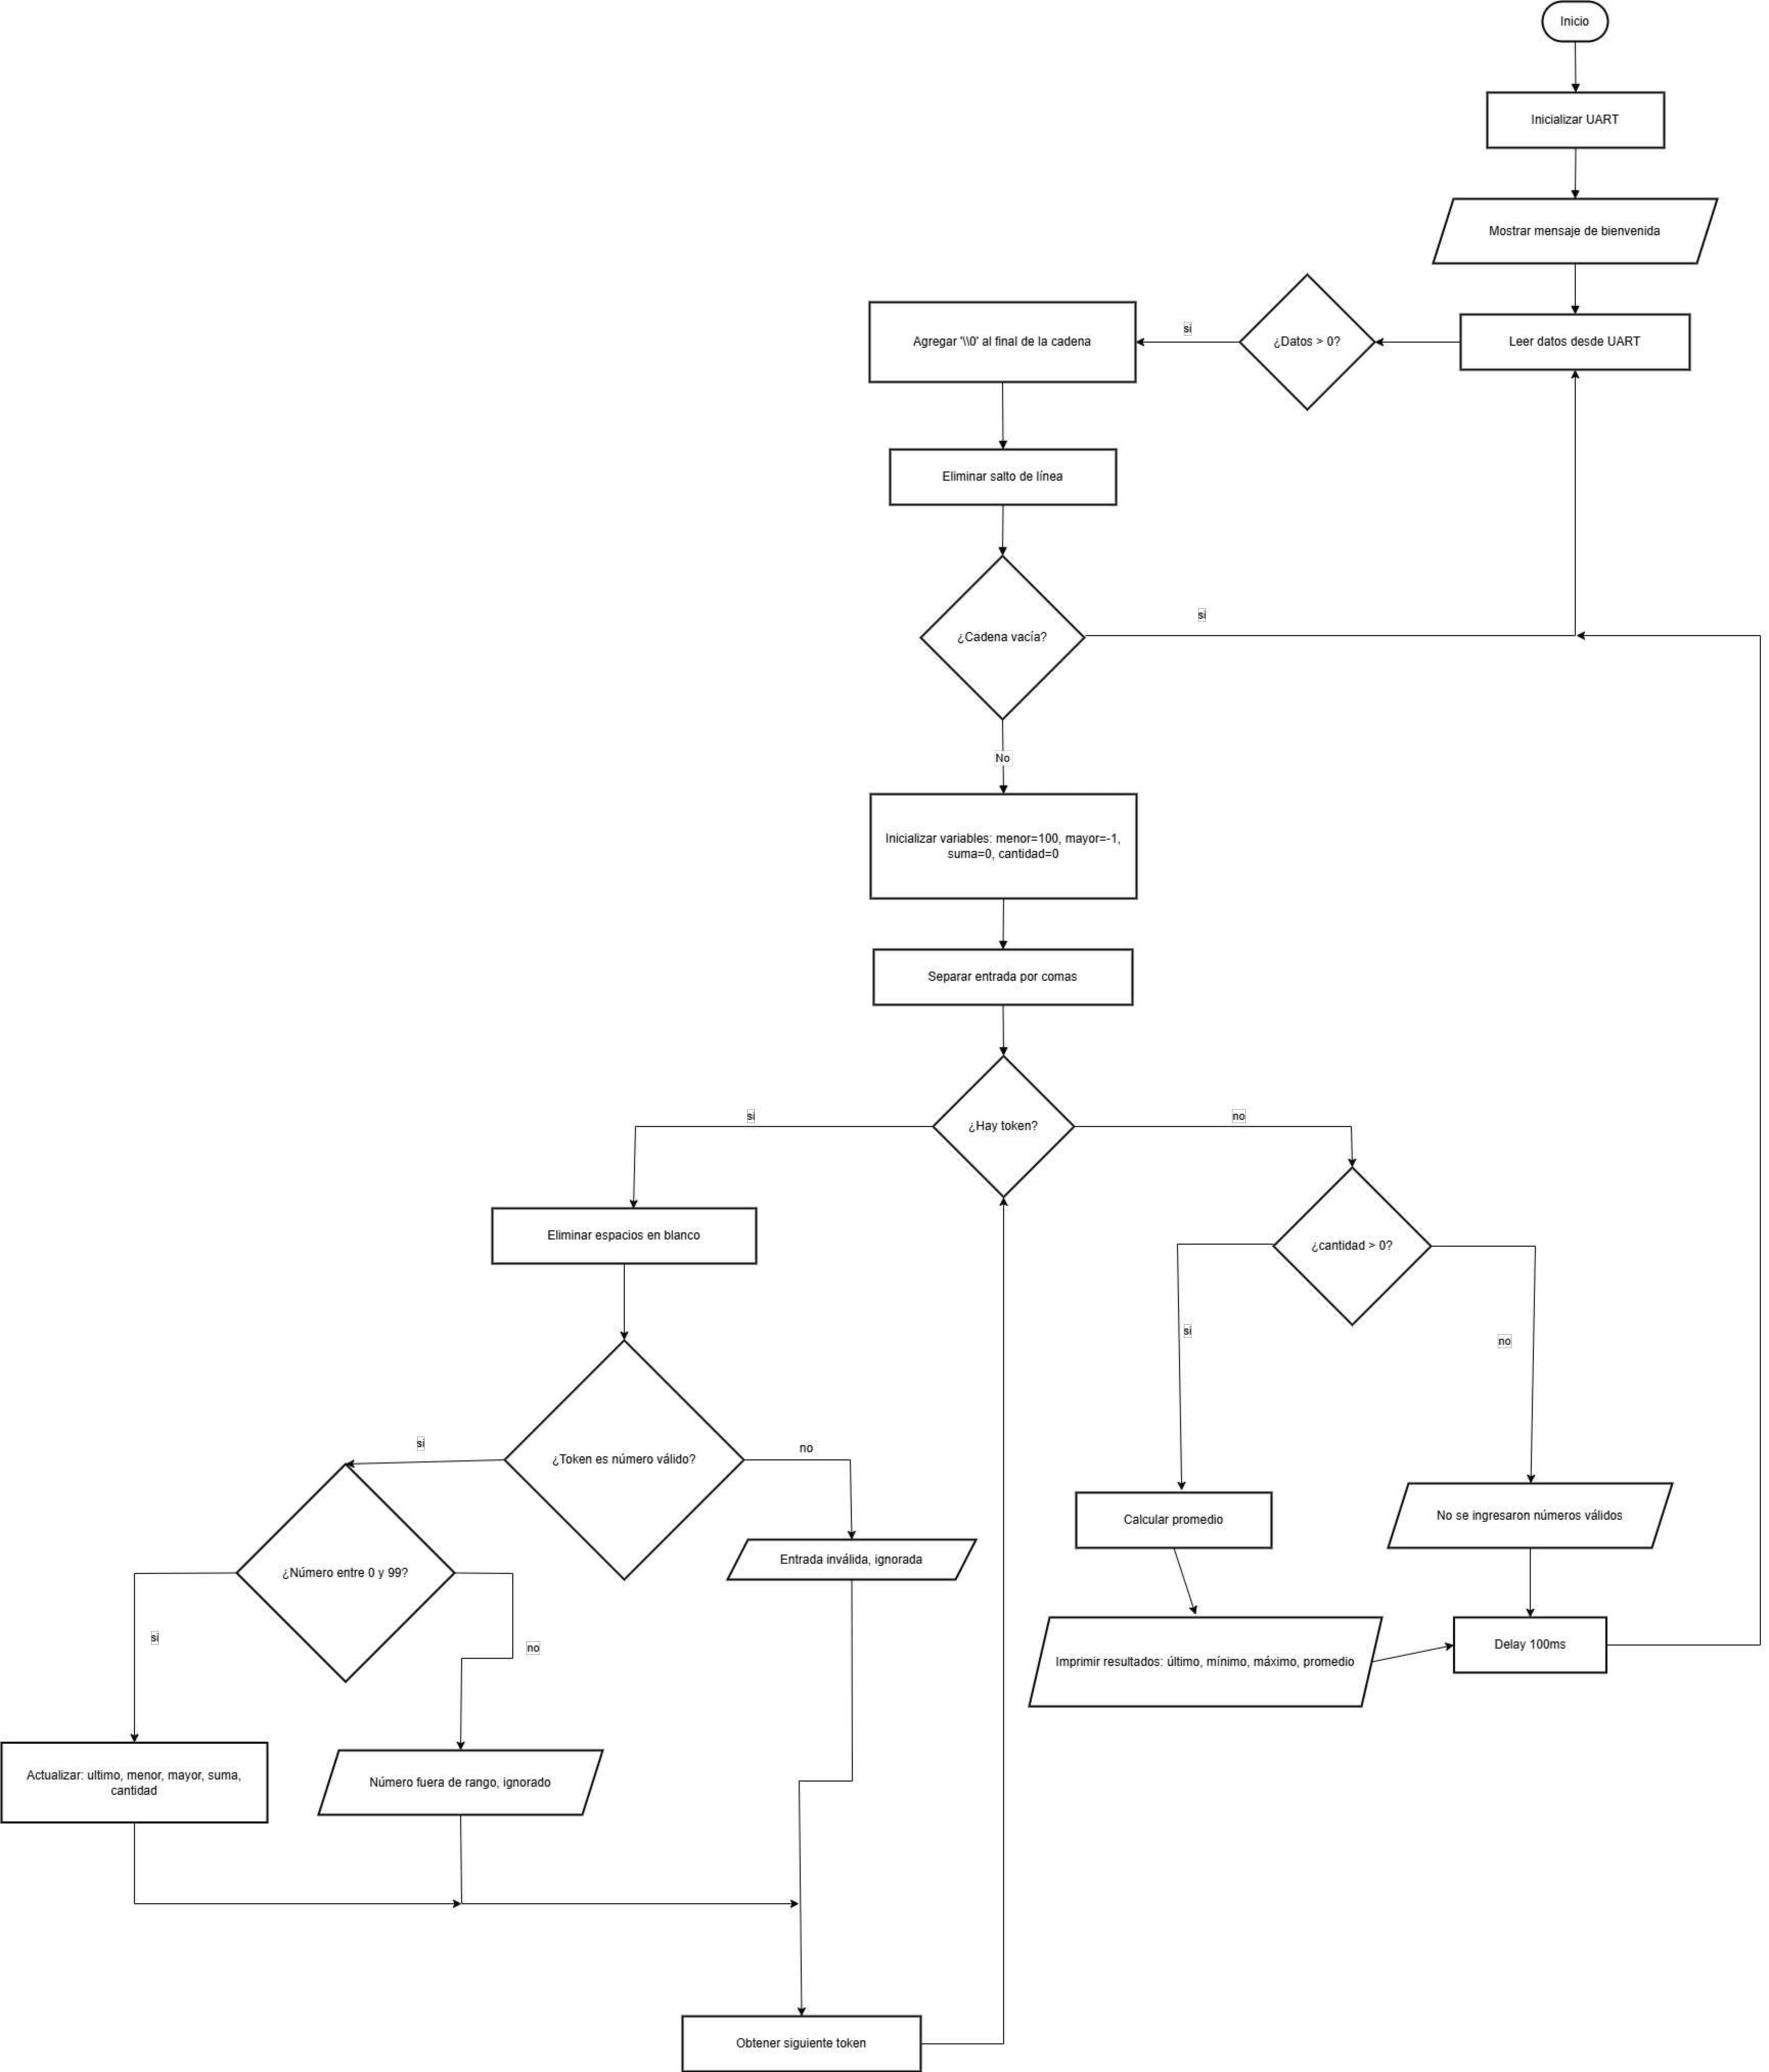 Inicio
Inicializar UART
Mostrar mensaje de bienvenida
Leer datos desde UART
¿Datos > 0?
si
Agregar '\\0' al final de la cadena
Eliminar salto de línea
¿Cadena vacía?
si
No
Inicializar variables: menor=100, mayor=-1,
suma=0, cantidad=0
Separar entrada por comas
¿Hay token?
si
no
Eliminar espacios en blanco
¿cantidad > 0?
si
no
¿Token es número válido?
si
no
¿Número entre 0 y 99?
si
no
Entrada inválida, ignorada
Calcular promedio
No se ingresaron números válidos
Imprimir resultados: último, mínimo, máximo, promedio
Delay 100ms
Actualizar: ultimo, menor, mayor, suma,
cantidad
Número fuera de rango, ignorado
Obtener siguiente token